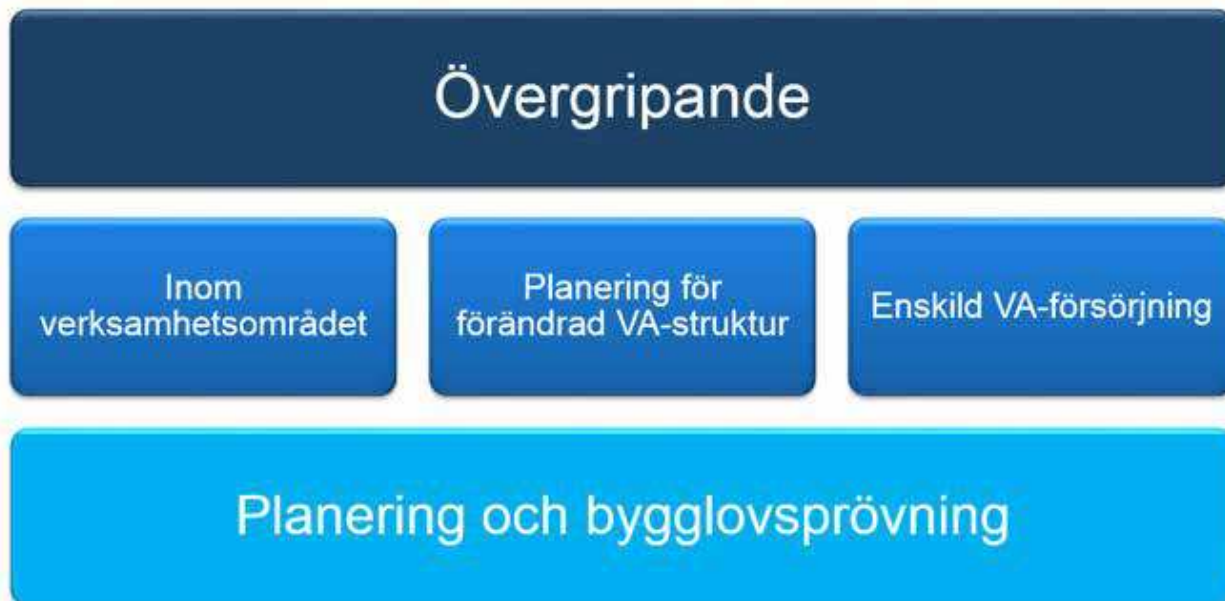 Övergripande
Inom
verksamhetsområdet
Planering för
förändrad VA-struktur
Enskild VA-försörjning
Planering och bygglovsprövning